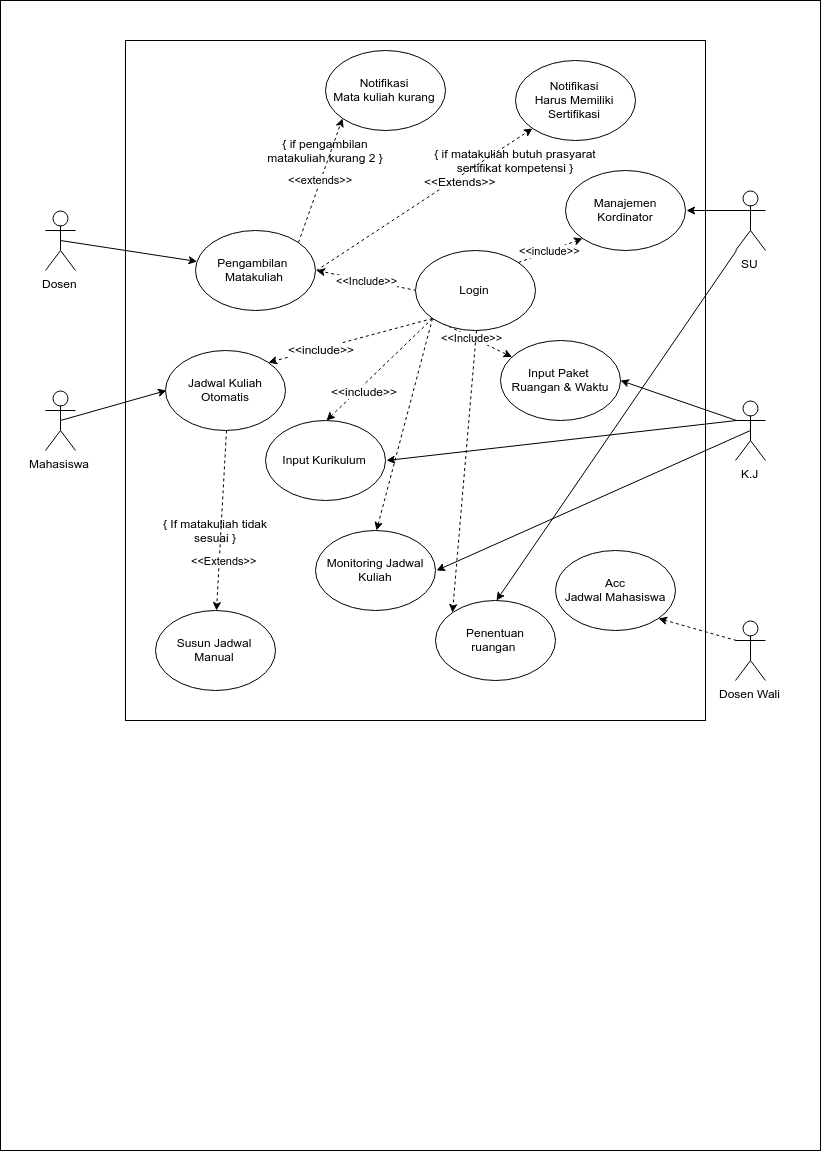 Notifikasi
Mata kuliah kurang
Notifikasi
Harus Memiliki
Sertifikasi
{ if pengambilan
matakuliah kurang 2 }
<<extends>>
{ if matakuliah butuh prasyarat
sertifikat kompetensi }
<<Extends>>
Manajemen
Kordinator
SU
Dosen
Pengambilan
Matakuliah
<<Include>>
Login
<<include>>
<<include>>
<<Include>>
Jadwal Kuliah
Otomatis
<<include>>
Input Paket
Ruangan & Waktu
Mahasiswa
Input Kurikulum
K.J
{ If matakuliah tidak
sesuai }
<<Extends>>
Monitoring Jadwal
Kuliah
Acc
Jadwal Mahasiswa
Susun Jadwal
Manual
Penentuan
ruangan
Dosen Wali